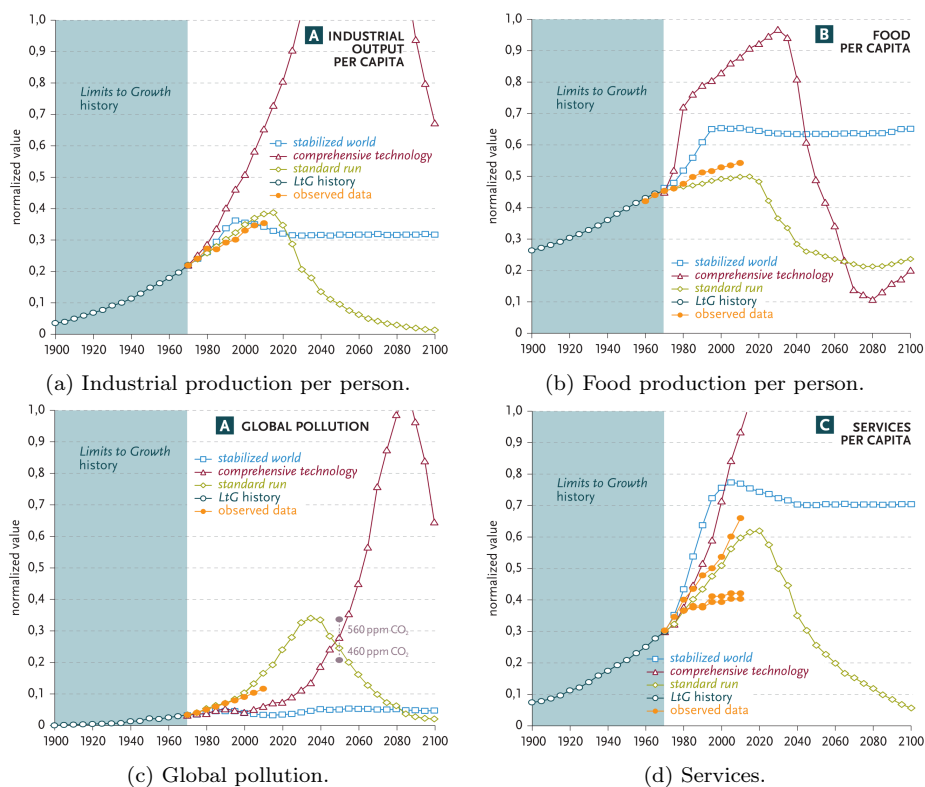 A INDUSTRIAL
OUTPUT
PER CAPITA
Limits to Growth
history
stabilized world
comprehensive technology
standard run
LtG history
observed data
normalized value
1,0
0,9
0,8
0,7
0,6
0,5
0,4
0,3
0,2
0,1
0
1900 1920 1940 1960 1980 2000 2020 2040 2060 2080 2100
(a) Industrial production per person.
B FOOD
PER CAPITA
Limits to Growth
history
stabilized world
comprehensive technology
standard run
LtG history
observed data
normalized value
1,0
0,9
0,8
0,7
0,6
0,5
0,4
0,3
0,2
0,1
0
1900 1920 1940 1960 1980 2000 2020 2040 2060 2080 2100
(b) Food production per person.
A GLOBAL POLLUTION
Limits to Growth
history
stabilized world
comprehensive technology
standard run
LtG history
observed data
560 ppm CO₂
460 ppm CO₂
normalized value
1,0
0,9
0,8
0,7
0,6
0,5
0,4
0,3
0,2
0,1
0
1900 1920 1940 1960 1980 2000 2020 2040 2060 2080 2100
(c) Global pollution.
C SERVICES
PER CAPITA
Limits to Growth
history
stabilized world
comprehensive technology
standard run
LtG history
observed data
normalized value
1,0
0,9
0,8
0,7
0,6
0,5
0,4
0,3
0,2
0,1
0
1900 1920 1940 1960 1980 2000 2020 2040 2060 2080 2100
(d) Services.